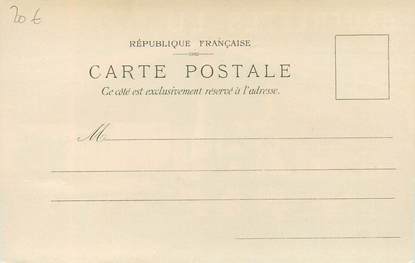 20 €
RÉPUBLIQUE FRANÇAISE
CARTE POSTALE
Ce côté est exclusivement réservé à l'adresse.
M